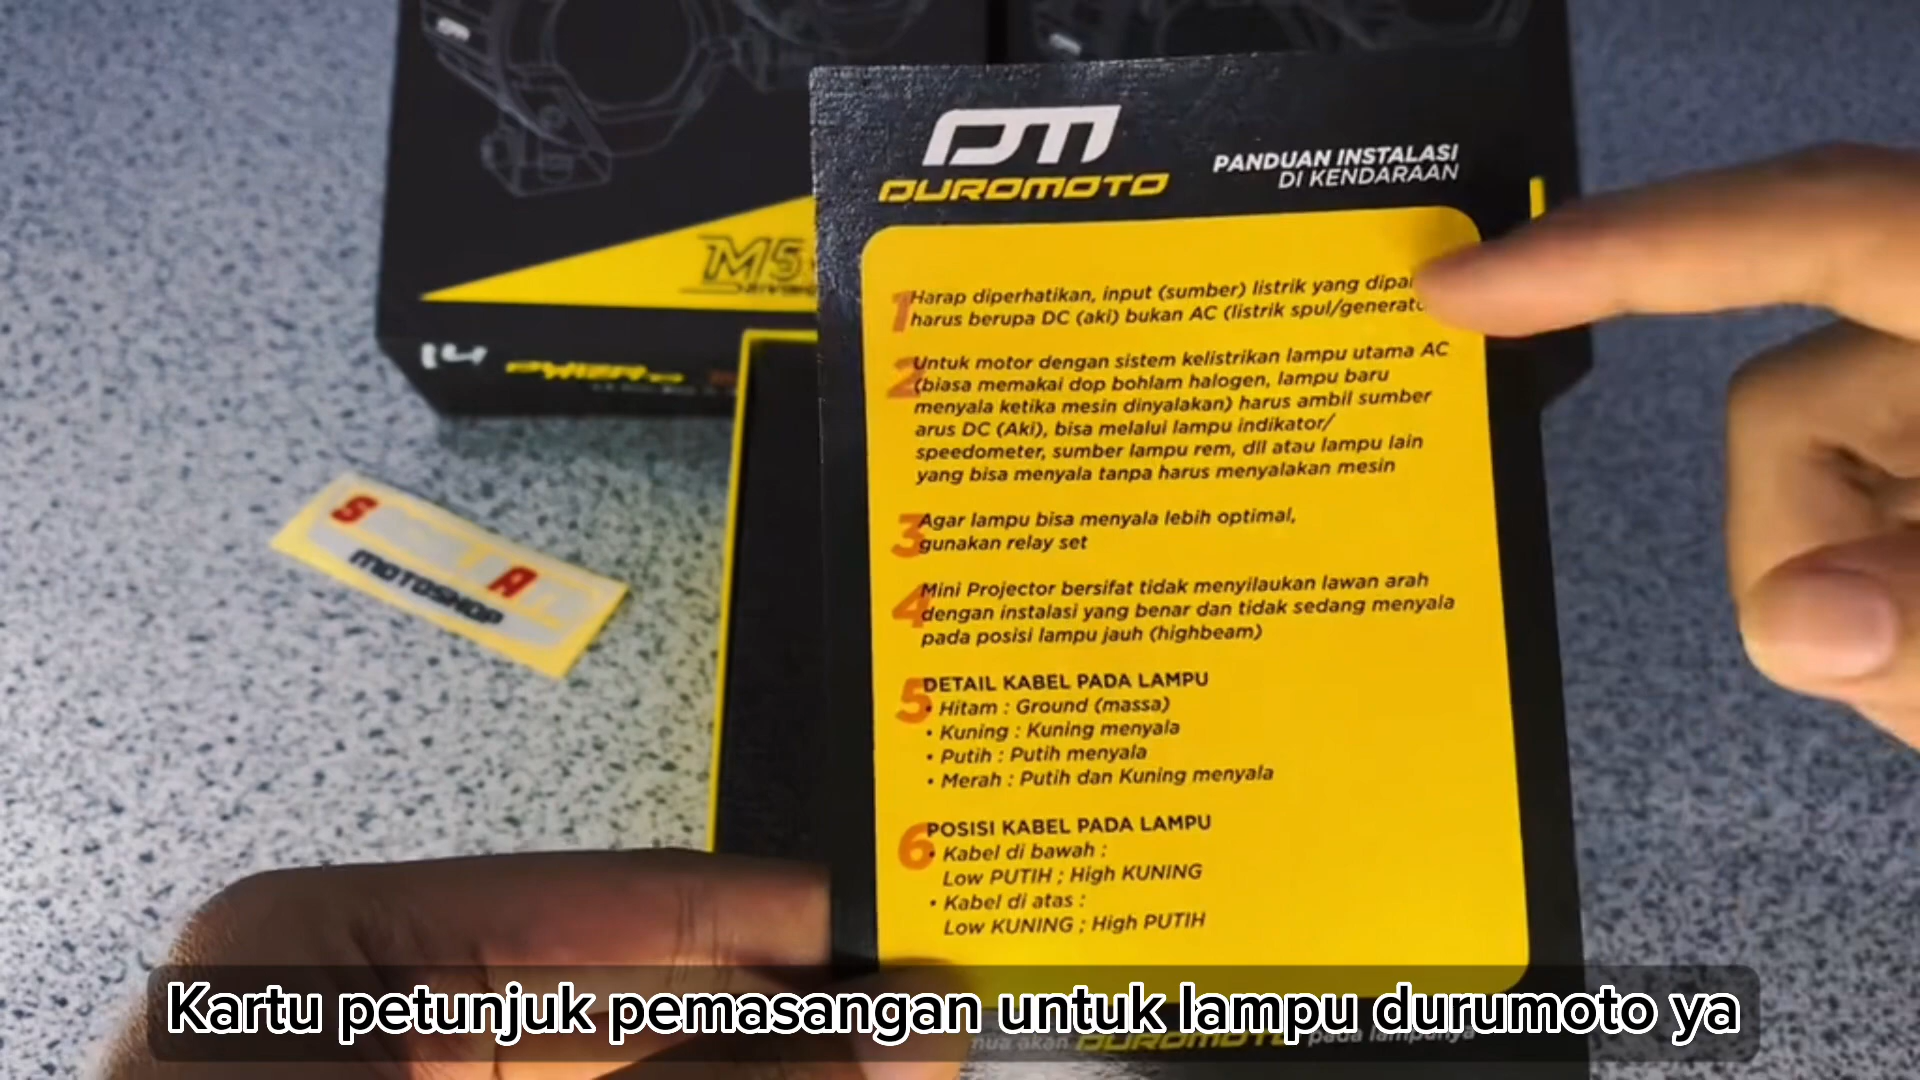 DM
DUROMOTO
PANDUAN INSTALASI
DI KENDARAAN
M5
1 Harap diperhatikan, input (sumber) listrik yang
harus berupa DC (aki) bukan AC (listrik
2 Untuk motor dengan sistem kelistrikan lampu utama AC
(biasa memakai dop bohlam halogen, lampu baru
menyala ketika mesin dinyalakan) harus ambil sumber
arus DC (Aki), bisa melalui lampu indikator/
speedometer, sumber lampu rem, dll atau lampu lain
yang bisa menyala tanpa harus menyalakan mesin
3 Agar lampu bisa menyala lebih optimal,
gunakan relay set
4 Mini Projector bersifat tidak menyilaukan lawan arah
dengan instalasi yang benar dan tidak sedang menyala
pada posisi lampu jauh (highbeam)
5 DETAIL KABEL PADA LAMPU
• Hitam : Ground (massa)
• Kuning : Kuning menyala
• Putih : Putih menyala
• Merah : Putih dan Kuning menyala
6 POSISI KABEL PADA LAMPU
• Kabel di bawah :
Low PUTIH ; High KUNING
• Kabel di atas :
Low KUNING ; High PUTIH
MOTOSHOP
Kartu petunjuk pemasangan untuk lampu durumoto ya
akan DUROMOTO pada lampunya